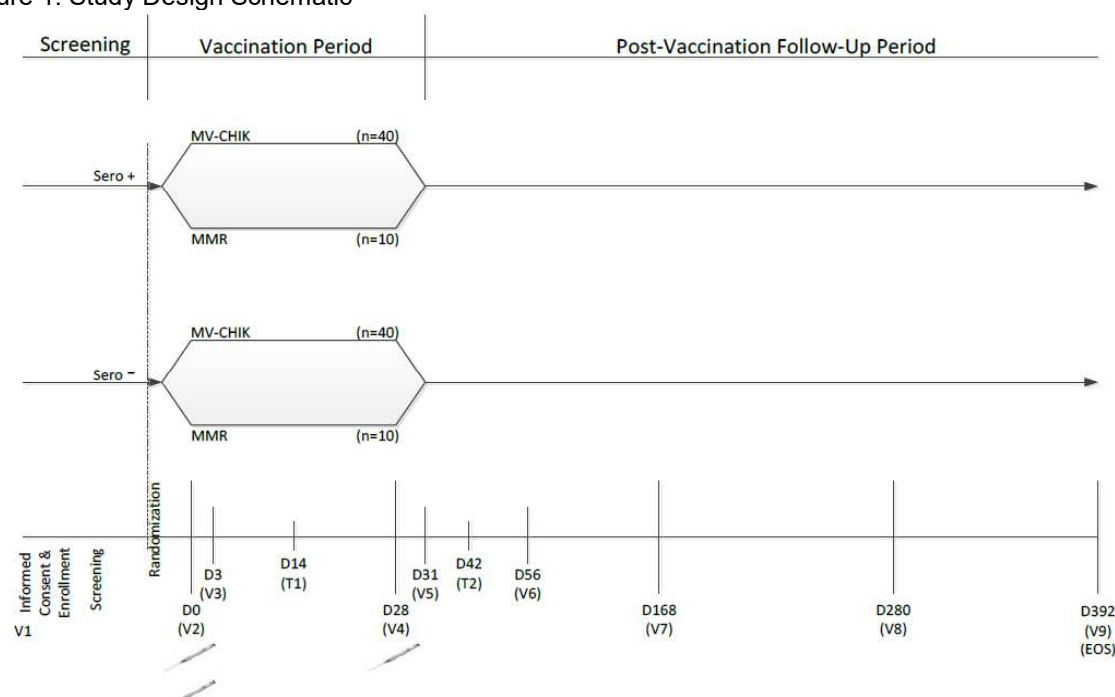 ure 1. Study Design Schematic
Screening
Vaccination Period
Post-Vaccination Follow-Up Period
MV-CHIK (n=40)
Sero +
MMR (n=10)
MV-CHIK (n=40)
Sero –
MMR (n=10)
Informed
Consent &
Enrollment
V1
Screening
Randomization
D0
(V2)
D3
(V3)
D14
(T1)
D28
(V4)
D31
(V5)
D42
(T2)
D56
(V6)
D168
(V7)
D280
(V8)
D392
(V9)
(EOS)